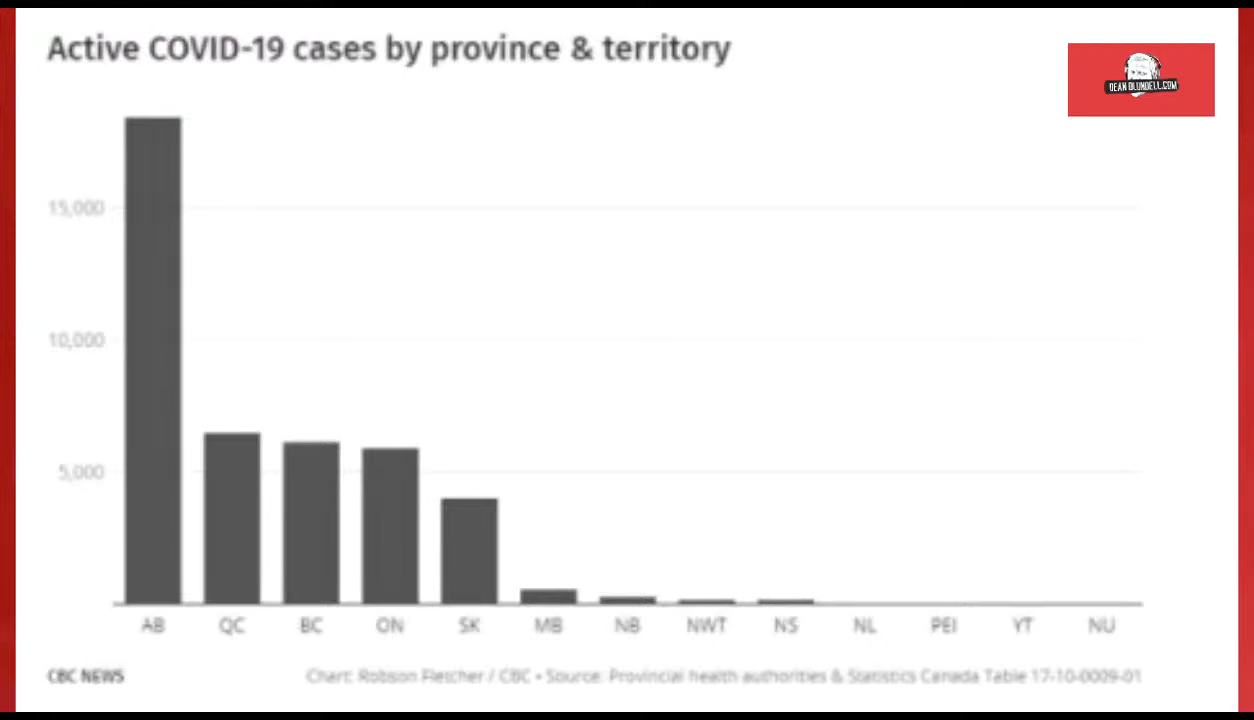 Active COVID-19 cases by province & territory
DEAN BLUNDELL.COM
15,000
10,000
5,000
AB QC BC ON SK MB NB NWT NS NL PEI YT NU
CBC NEWS Chart: Robson Fletcher / CBC • Source: Provincial health authorities & Statistics Canada Table 17-10-0009-01